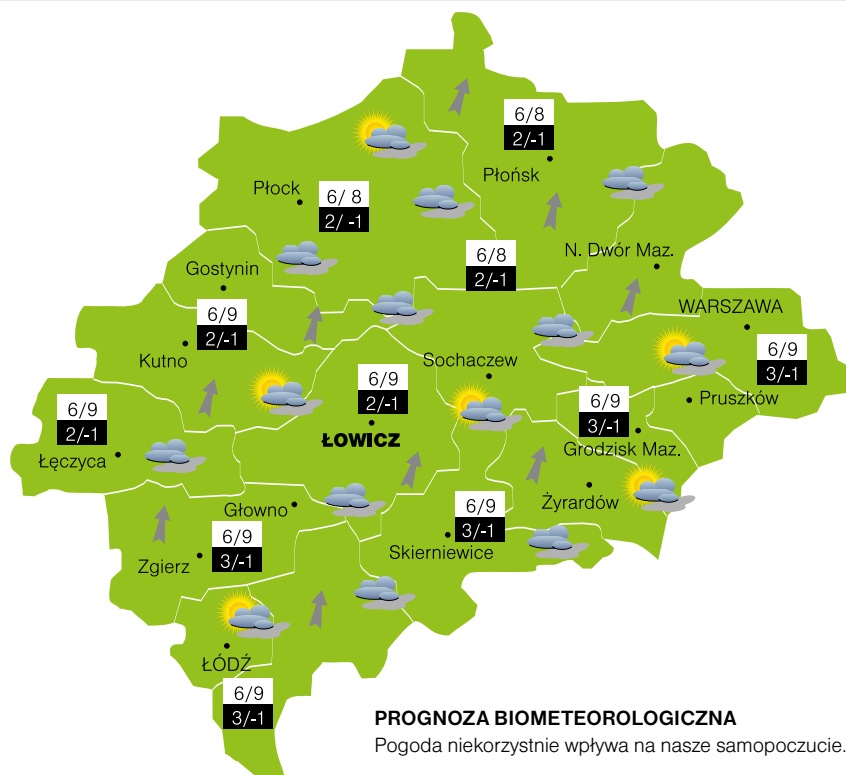 6/8
2/-1
Płońsk
Płock
6/ 8
2/ -1
6/8
2/-1
N. Dwór Maz.
Gostynin
WARSZAWA
6/9
2/-1
Kutno
6/9
3/-1
Sochaczew
6/9
2/-1
ŁOWICZ
Pruszków
6/9
3/-1
Grodzisk Maz.
6/9
2/-1
Łęczyca
Głowno
Żyrardów
6/9
3/-1
Skierniewice
6/9
3/-1
Zgierz
ŁÓDŹ
6/9
3/-1
PROGNOZA BIOMETEOROLOGICZNA
Pogoda niekorzystnie wpływa na nasze samopoczucie.